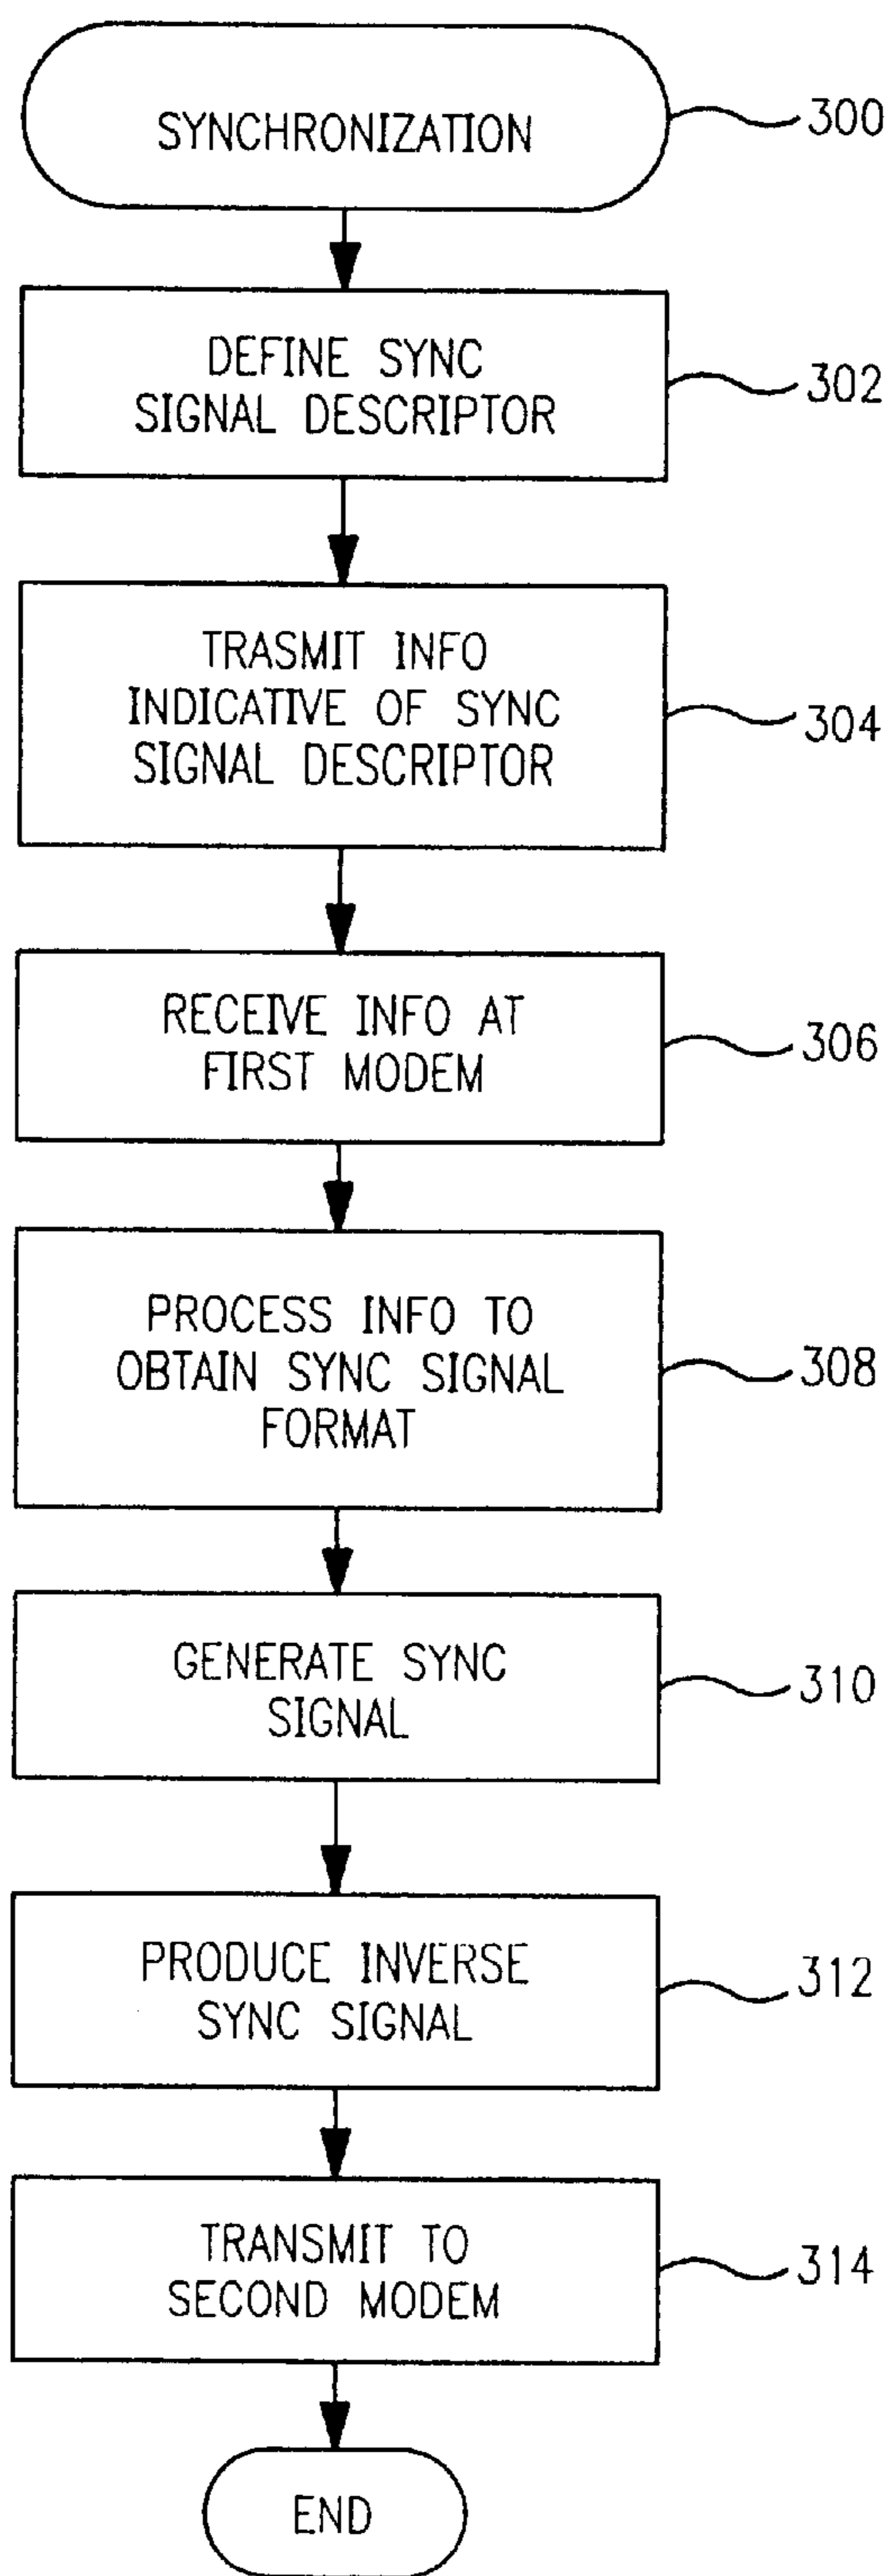 SYNCHRONIZATION
300
DEFINE SYNC
SIGNAL DESCRIPTOR
302
TRASMIT INFO
INDICATIVE OF SYNC
SIGNAL DESCRIPTOR
304
RECEIVE INFO AT
FIRST MODEM
306
PROCESS INFO TO
OBTAIN SYNC SIGNAL
FORMAT
308
GENERATE SYNC
SIGNAL
310
PRODUCE INVERSE
SYNC SIGNAL
312
TRANSMIT TO
SECOND MODEM
314
END